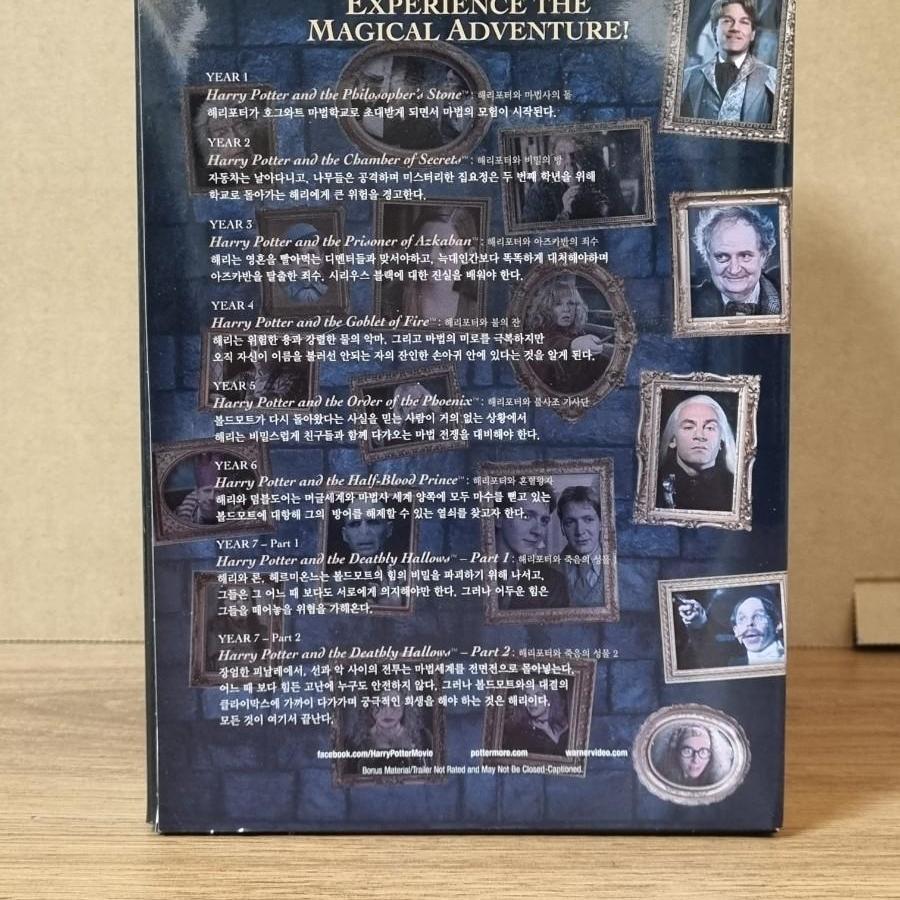 EXPERIENCE THE
MAGICAL ADVENTURE!
YEAR 1
Harry Potter and the Philosopher's Stone™ : 해리포터와 마법사의 돌
해리포터가 호그와트 마법학교로 초대받게 되면서 마법의 모험이 시작된다.
YEAR 2
Harry Potter and the Chamber of Secrets™ : 해리포터와 비밀의 방
자동차는 날아다니고, 나무들은 공격하며 미스터리한 집요정은 두 번째 학년을 위해
학교로 돌아가는 해리에게 큰 위험을 경고한다.
YEAR 3
Harry Potter and the Prisoner of Azkaban™ : 해리포터와 아즈카반의 죄수
해리는 영혼을 빨아먹는 디멘터들과 맞서야하고, 늑대인간보다 똑똑하게 대처해야하며
아즈카반을 탈출한 죄수, 시리우스 블랙에 대한 진실을 배워야 한다.
YEAR 4
Harry Potter and the Goblet of Fire™ : 해리포터와 불의 잔
해리는 위험한 용과 강렬한 물의 악마, 그리고 마법의 미로를 극복하지만
오직 자신이 이름을 불러선 안되는 자의 잔인한 손아귀 안에 있다는 것을 알게 된다.
YEAR 5
Harry Potter and the Order of the Phoenix™ : 해리포터와 불사조 기사단
볼드모트가 다시 돌아왔다는 사실을 믿는 사람이 거의 없는 상황에서
해리는 비밀스럽게 친구들과 함께 다가오는 마법 전쟁을 대비해야 한다.
YEAR 6
Harry Potter and the Half-Blood Prince™ : 해리포터와 혼혈왕자
해리와 덤블도어는 머글세계와 마법사 세계 양쪽에 모두 마수를 뻗고 있는
볼드모트에 대항해 그의 방어를 해제할 수 있는 열쇠를 찾고자 한다.
YEAR 7 – Part 1
Harry Potter and the Deathly Hallows™ – Part 1 : 해리포터와 죽음의 성물 1
해리와 론, 헤르미온느는 볼드모트의 힘의 비밀을 파괴하기 위해 나서고,
그들은 그 어느 때 보다도 서로에게 의지해야만 한다. 그러나 어두운 힘은
그들을 떼어놓을 위협을 가해온다.
YEAR 7 – Part 2
Harry Potter and the Deathly Hallows™ – Part 2 : 해리포터와 죽음의 성물 2
장엄한 피날레에서, 선과 악 사이의 전투는 마법세계를 전면전으로 몰아넣는다.
어느 때 보다 힘든 고난에 누구도 안전하지 않다. 그러나 볼드모트와의 대결의
클라이막스에 가까이 다가가며 궁극적인 희생을 해야 하는 것은 해리이다.
모든 것이 여기서 끝난다.
facebook.com/HarryPotterMovie pottermore.com warnervideo.com
Bonus Material/Trailer Not Rated and May Not Be Closed-Captioned.